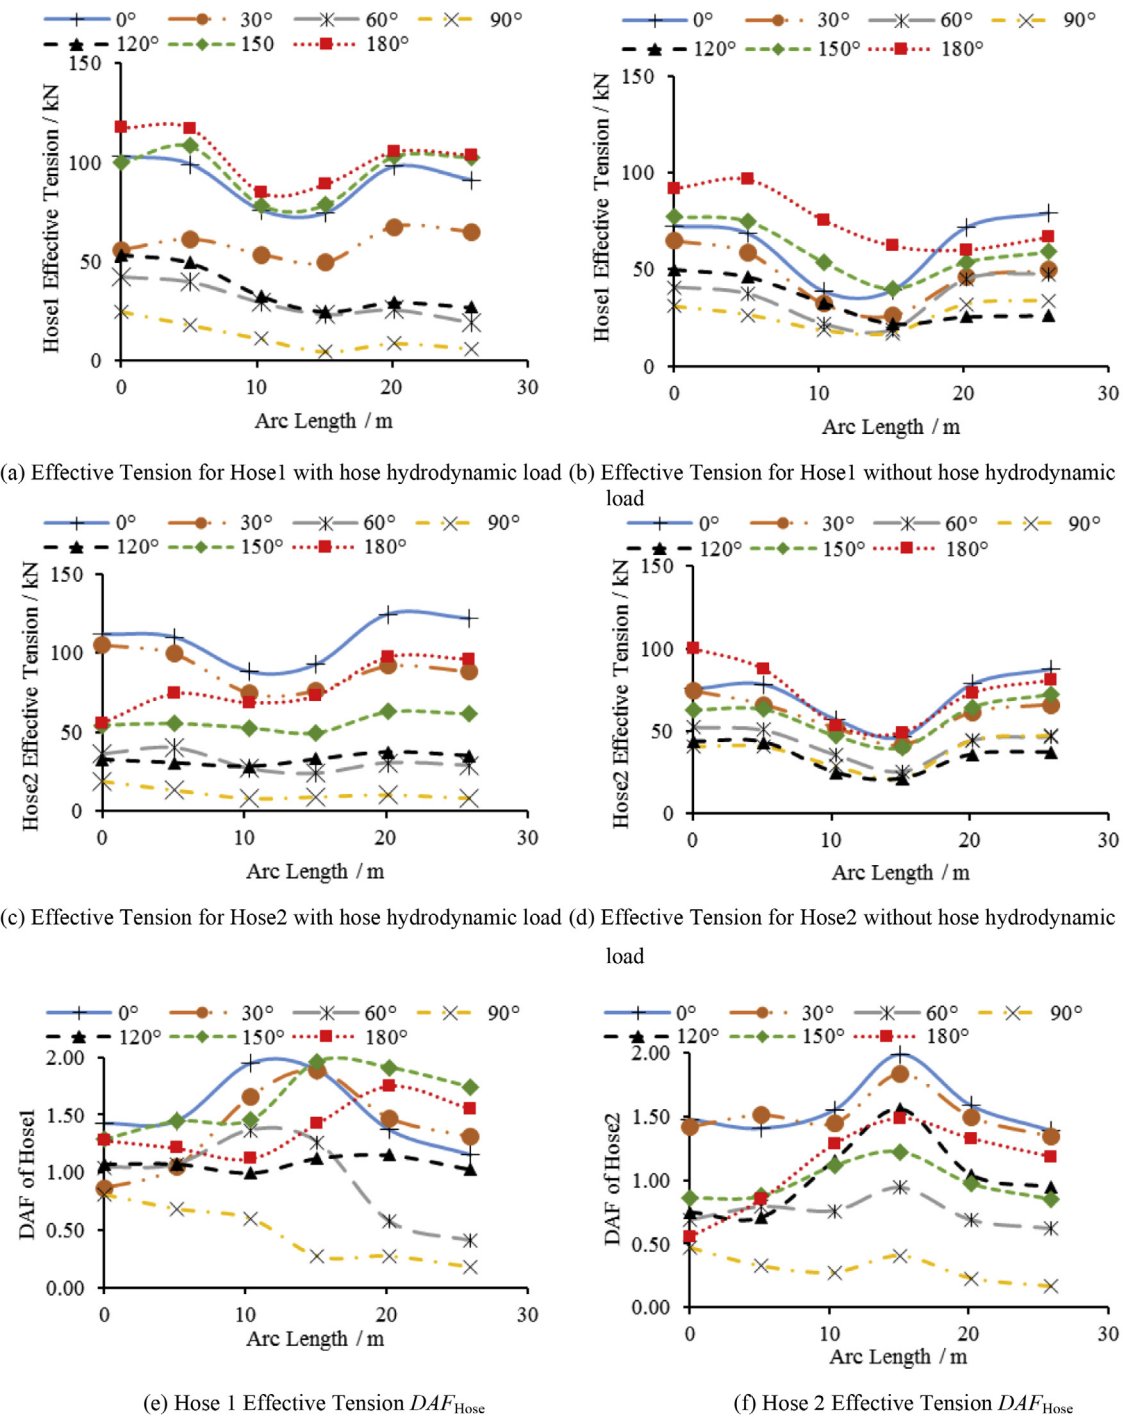 0° 30° 60° 90°
120° 150 180°
150
100
50
0
0 10 20 30
Hose1 Effective Tension / kN
Arc Length / m
0° 30° 60° 90°
120° 150° 180°
150
100
50
0
0 10 20 30
Hose1 Effective Tension / kN
Arc Length / m
(a) Effective Tension for Hose1 with hose hydrodynamic load (b) Effective Tension for Hose1 without hose hydrodynamic
load
0° 30° 60° 90°
120° 150° 180°
150
100
50
0
0 10 20 30
Hose2 Effective Tension / kN
Arc Length / m
0° 30° 60° 90°
120° 150° 180°
150
100
50
0
0 10 20 30
Hose2 Effective Tension / kN
Arc Length / m
(c) Effective Tension for Hose2 with hose hydrodynamic load (d) Effective Tension for Hose2 without hose hydrodynamic
load
0° 30° 60° 90°
120° 150° 180°
2.00
1.50
1.00
0.50
0.00
0 10 20 30
DAF of Hose1
Arc Length / m
0° 30° 60° 90°
120° 150° 180°
2.00
1.50
1.00
0.50
0.00
0 10 20 30
DAF of Hose2
Arc Length / m
(e) Hose 1 Effective Tension DAFHose (f) Hose 2 Effective Tension DAFHose